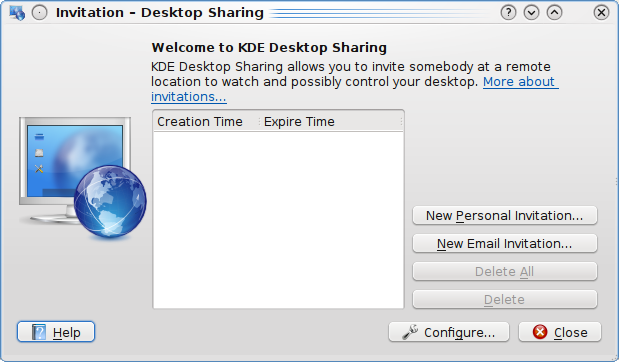 Invitation – Desktop Sharing
Welcome to KDE Desktop Sharing
KDE Desktop Sharing allows you to invite somebody at a remote
location to watch and possibly control your desktop. More about
invitations...
Creation Time Expire Time
New Personal Invitation...
New Email Invitation...
Delete All
Delete
Help Configure... Close